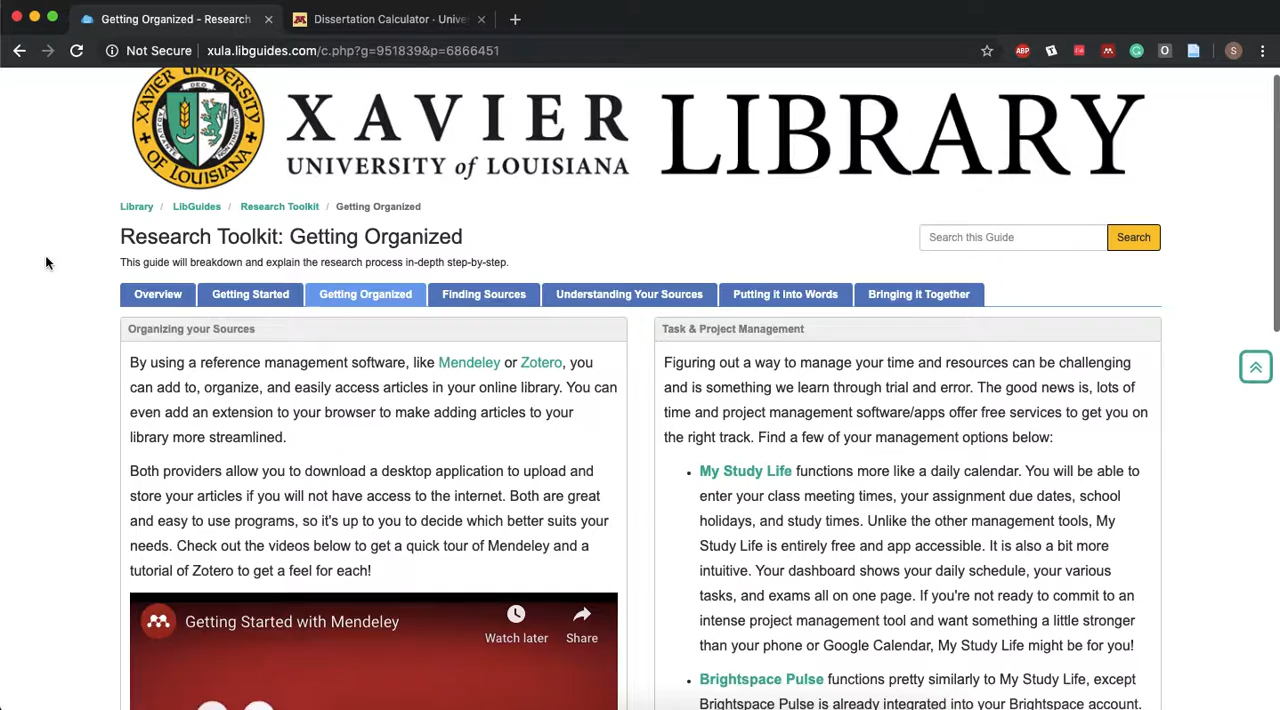 Getting Organized - Research
Dissertation Calculator · Unive
Not Secure | xula.libguides.com/c.php?g=951839&p=6866451
ABP
S
XAVIER UNIVERSITY
OF LOUISIANA
XAVIER
UNIVERSITY of LOUISIANA
LIBRARY
Library / LibGuides / Research Toolkit / Getting Organized
Research Toolkit: Getting Organized
Search this Guide
Search
This guide will breakdown and explain the research process in-depth step-by-step.
Overview
Getting Started
Getting Organized
Finding Sources
Understanding Your Sources
Putting it into Words
Bringing it Together
Organizing your Sources
By using a reference management software, like Mendeley or Zotero, you
can add to, organize, and easily access articles in your online library. You can
even add an extension to your browser to make adding articles to your
library more streamlined.
Both providers allow you to download a desktop application to upload and
store your articles if you will not have access to the internet. Both are great
and easy to use programs, so it's up to you to decide which better suits your
needs. Check out the videos below to get a quick tour of Mendeley and a
tutorial of Zotero to get a feel for each!
Getting Started with Mendeley
Watch later
Share
Task & Project Management
Figuring out a way to manage your time and resources can be challenging
and is something we learn through trial and error. The good news is, lots of
time and project management software/apps offer free services to get you on
the right track. Find a few of your management options below:
• My Study Life functions more like a daily calendar. You will be able to
enter your class meeting times, your assignment due dates, school
holidays, and study times. Unlike the other management tools, My
Study Life is entirely free and app accessible. It is also a bit more
intuitive. Your dashboard shows your daily schedule, your various
tasks, and exams all on one page. If you're not ready to commit to an
intense project management tool and want something a little stronger
than your phone or Google Calendar, My Study Life might be for you!
• Brightspace Pulse functions pretty similarly to My Study Life, except
Brightspace Pulse is already integrated into your Brightspace account.